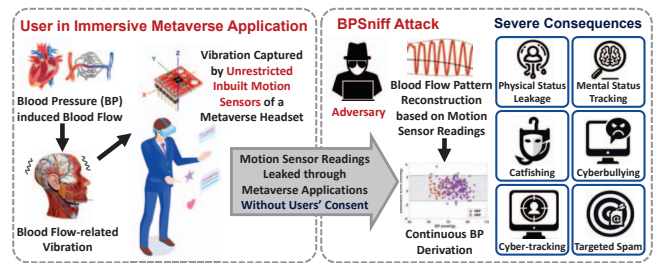 User in Immersive Metaverse Application
Blood Pressure (BP)
induced Blood Flow
Blood Flow-related
Vibration
Vibration Captured
by Unrestricted
Inbuilt Motion
Sensors of a
Metaverse Headset
Z
Y
X
Motion Sensor Readings
Leaked through
Metaverse Applications
Without Users' Consent
BPSniff Attack
Adversary
Blood Flow Pattern
Reconstruction
based on Motion
Sensor Readings
Continuous BP
Derivation
Severe Consequences
Physical Status
Leakage
Mental Status
Tracking
Catfishing
Cyberbullying
Cyber-tracking
Targeted Spam